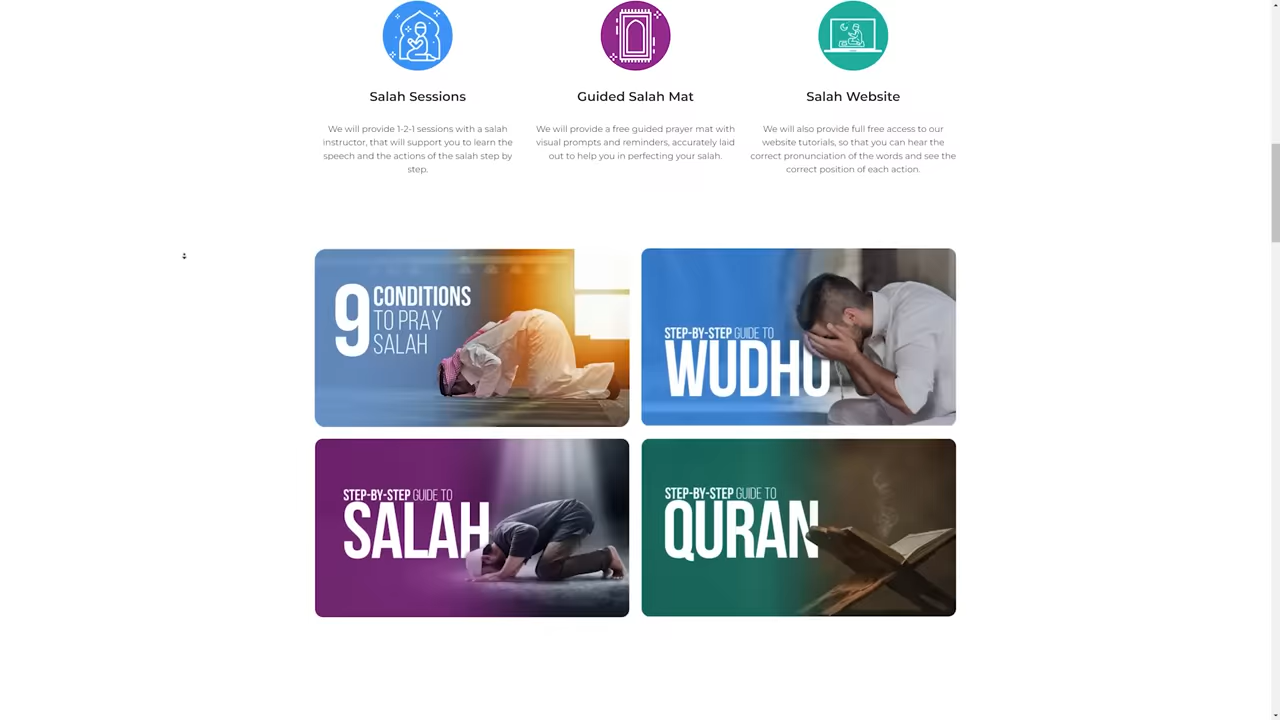 Salah Sessions
We will provide 1-2-1 sessions with a salah
instructor, that will support you to learn the
speech and the actions of the salah step by
step.
Guided Salah Mat
We will provide a free guided prayer mat with
visual prompts and reminders, accurately laid
out to help you in perfecting your salah.
Salah Website
We will also provide full free access to our
website tutorials, so that you can hear the
correct pronunciation of the words and see the
correct position of each action.
9 CONDITIONS
TO PRAY
SALAH
STEP-BY-STEP GUIDE TO
WUDHU
STEP-BY-STEP GUIDE TO
SALAH
STEP-BY-STEP GUIDE TO
QURAN